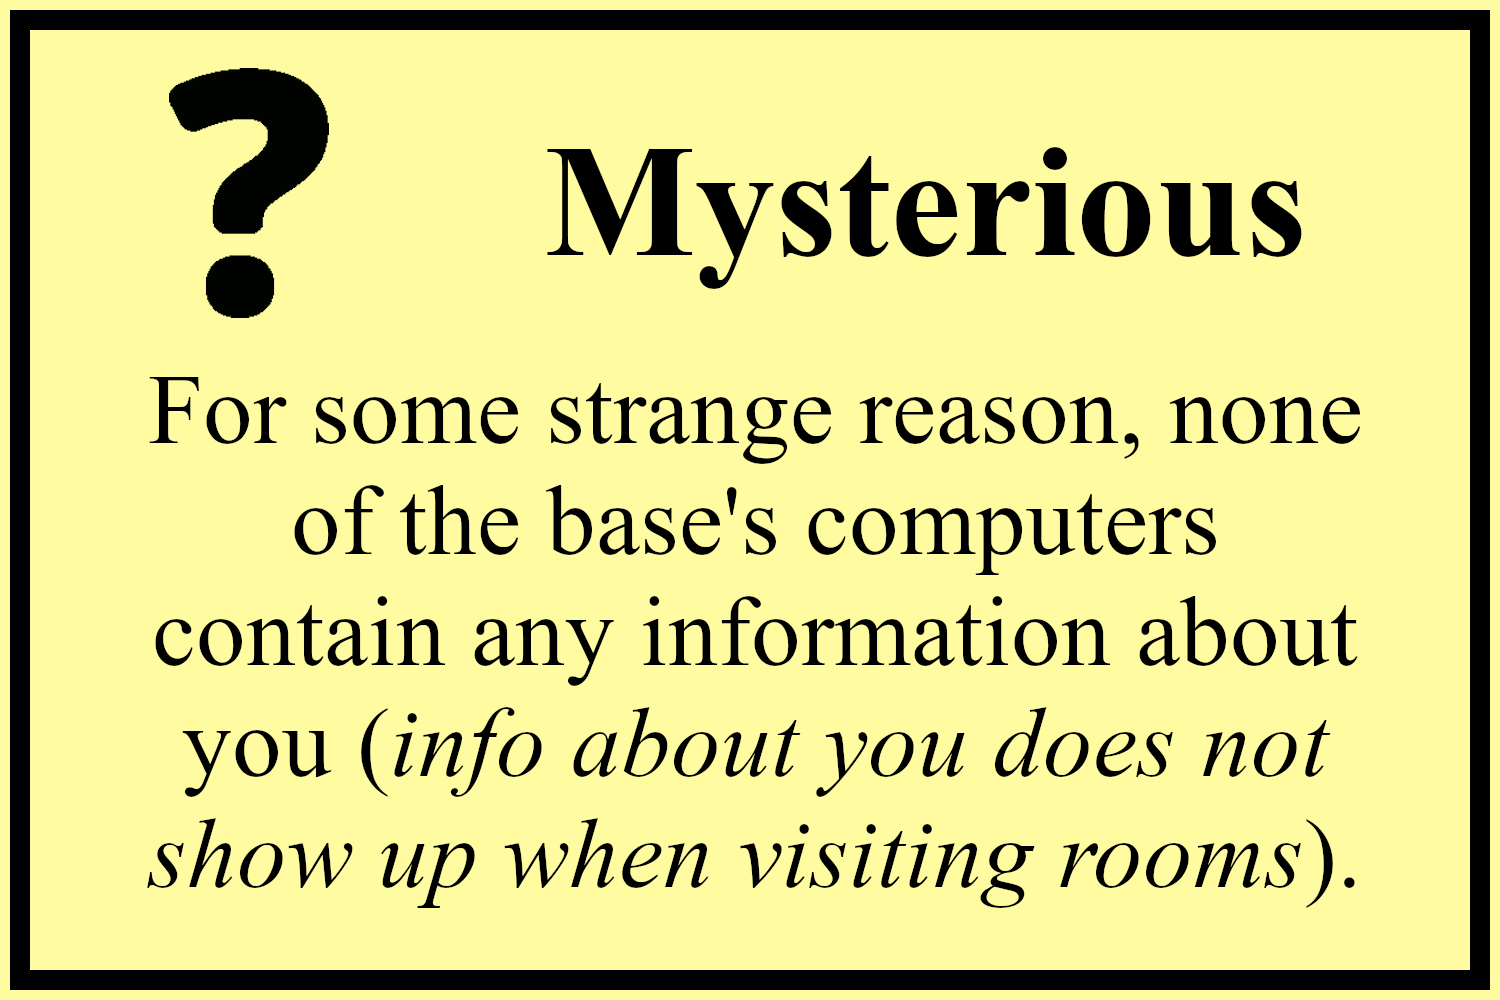 ?
Mysterious
For some strange reason, none
of the base's computers
contain any information about
you (info about you does not
show up when visiting rooms).